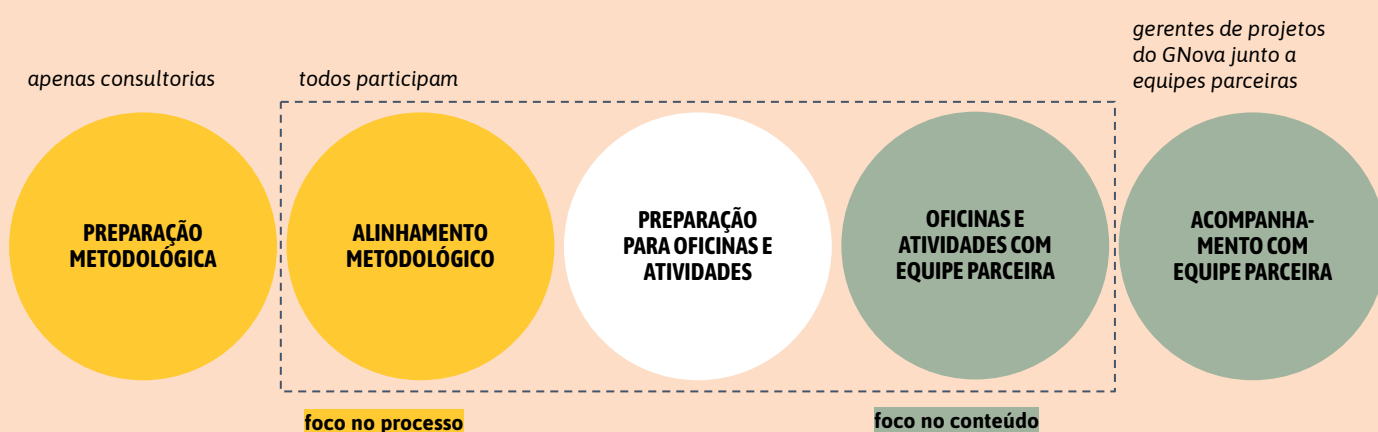 apenas consultorias
todos participam
gerentes de projetos
do GNova junto a
equipes parceiras
PREPARAÇÃO
METODOLÓGICA
ALINHAMENTO
METODOLÓGICO
PREPARAÇÃO
PARA OFICINAS E
ATIVIDADES
OFICINAS E
ATIVIDADES COM
EQUIPE PARCEIRA
ACOMPANHA-
MENTO COM
EQUIPE PARCEIRA
foco no processo
foco no conteúdo